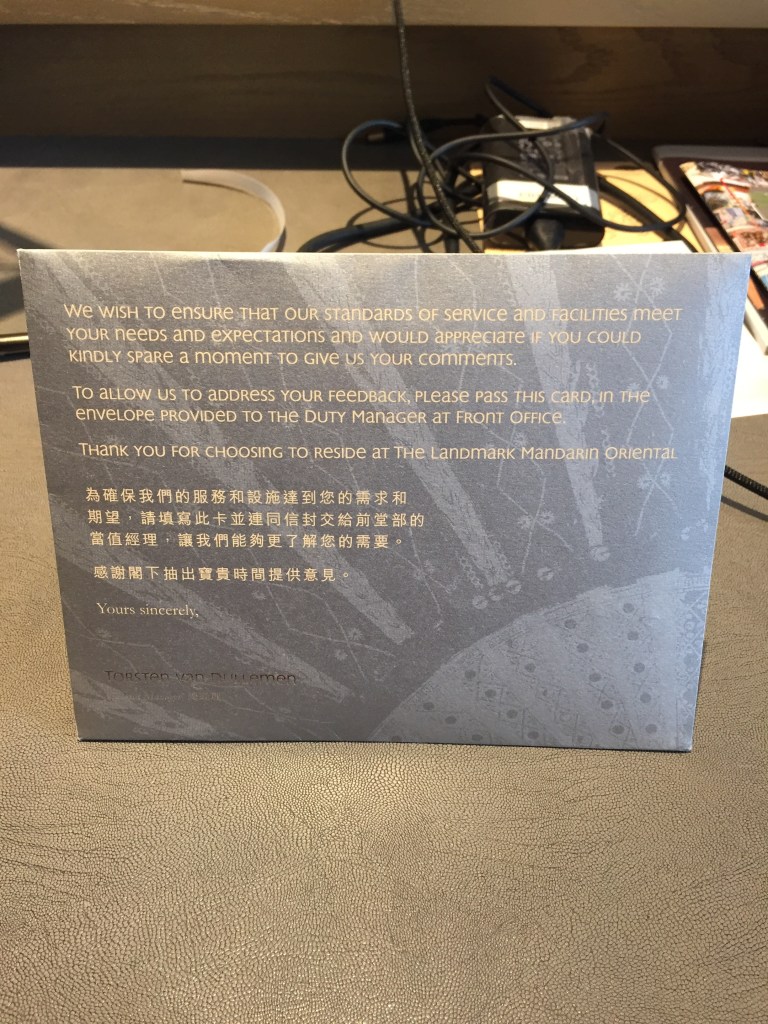 We wish to ensure that our standards of service and facilities meet
your needs and expectations and would appreciate if you could
kindly spare a moment to give us your comments.
To allow us to address your feedback, please pass this card, in the
envelope provided to the Duty Manager at Front Office.
Thank you for choosing to reside at The Landmark Mandarin Oriental
為確保我們的服務和設施達到您的需求和
期望，請填寫此卡並連同信封交給前堂部的
當值經理，讓我們能夠更了解您的需要。
感謝閣下抽出寶貴時間提供意見。
Yours sincerely,
Torsten van Dullemen